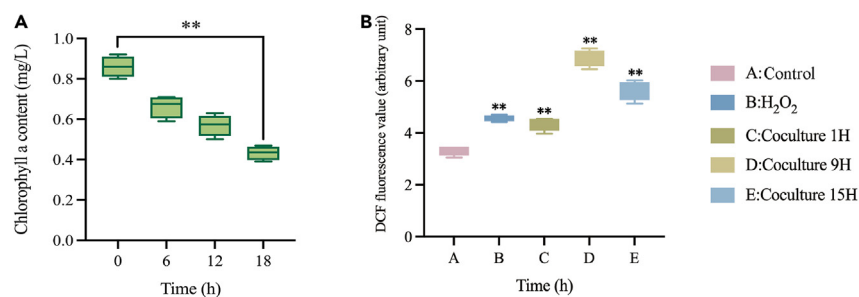 A
**
Chlorophyll a content (mg/L)
1.0
0.8
0.6
0.4
0.2
0.0
0 6 12 18
Time (h)
B
DCF fluorescence value (arbitrary unit)
8
6
4
2
0
** ** ** **
A B C D E
Time (h)
A:Control
B:H₂O₂
C:Coculture 1H
D:Coculture 9H
E:Coculture 15H